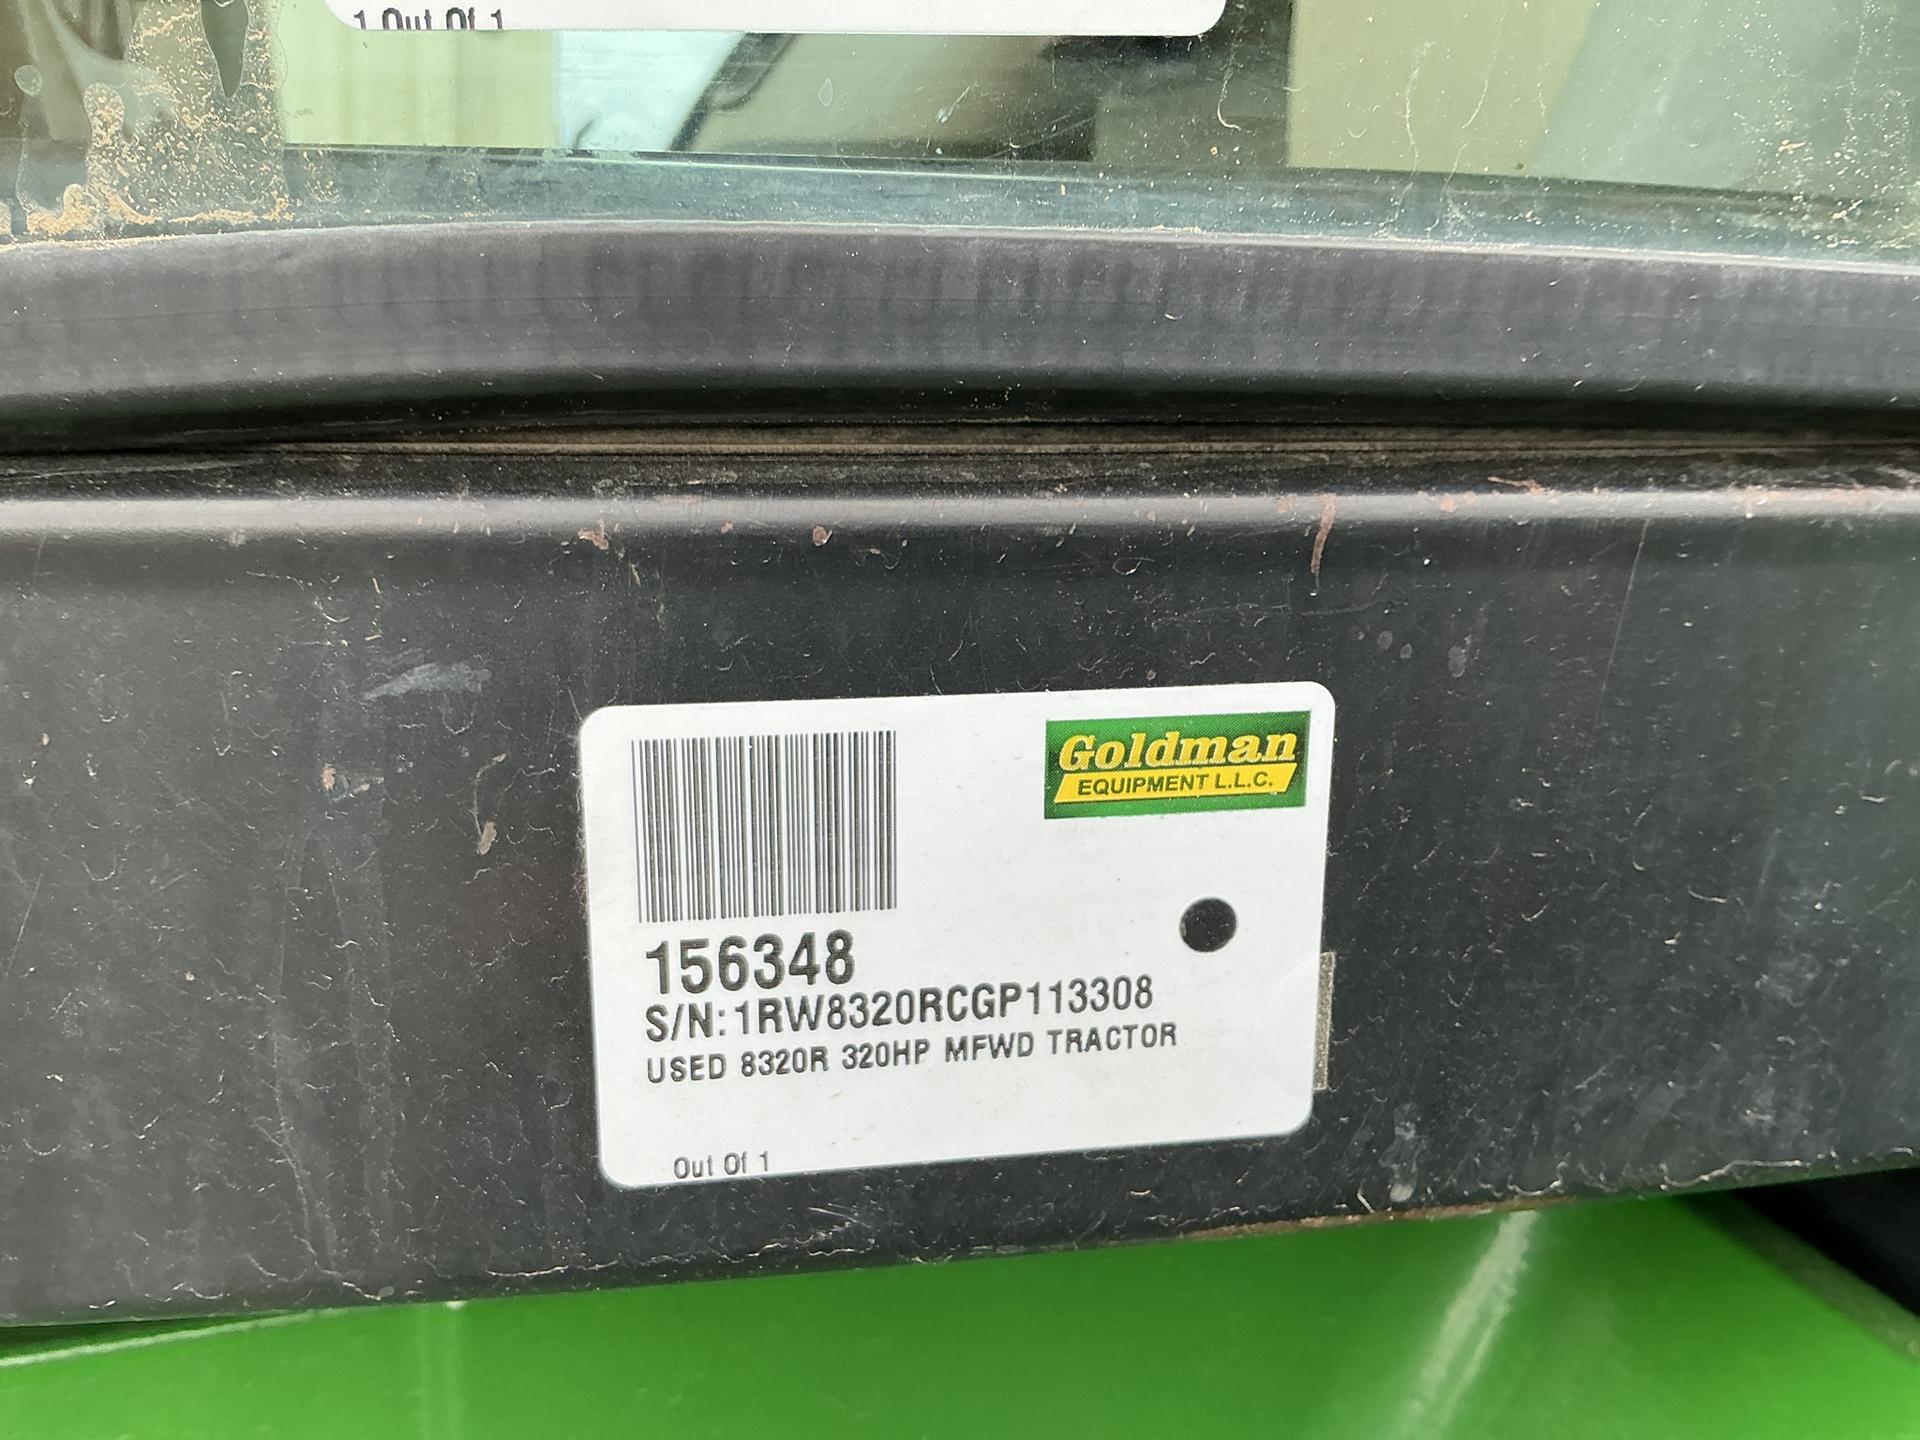 1 Out Of 1
Goldman
EQUIPMENT L.L.C.
156348
S/N: 1RW8320RCGP113308
USED 8320R 320HP MFWD TRACTOR
Out Of 1